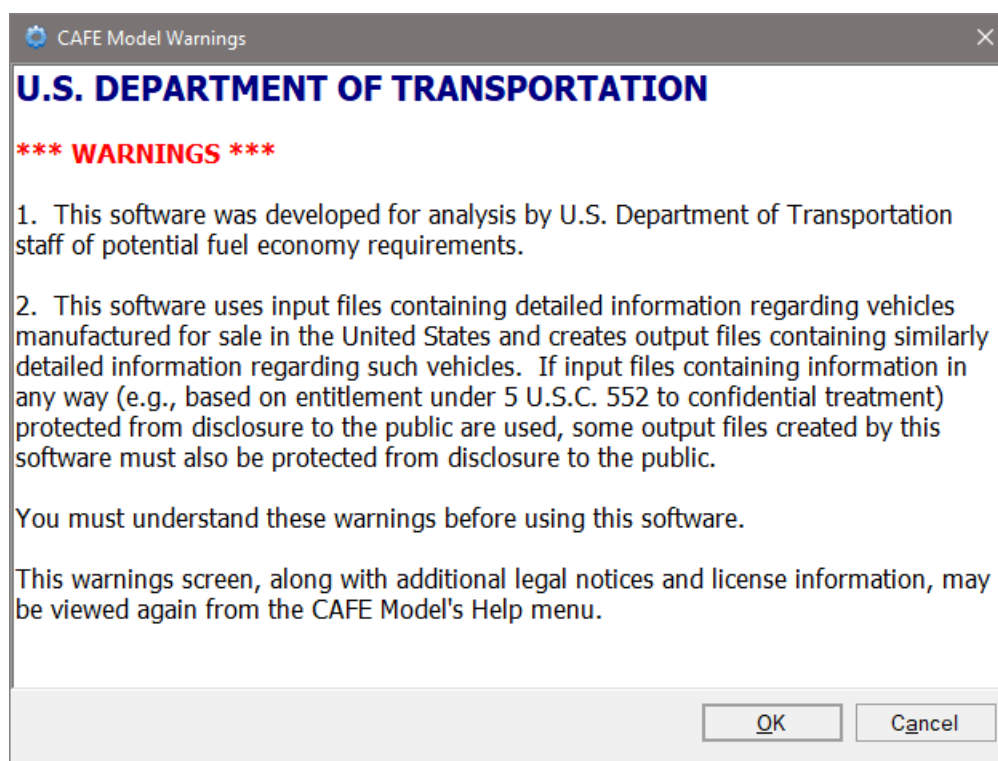 CAFE Model Warnings
U.S. DEPARTMENT OF TRANSPORTATION
*** WARNINGS ***
1.  This software was developed for analysis by U.S. Department of Transportation
staff of potential fuel economy requirements.
2.  This software uses input files containing detailed information regarding vehicles
manufactured for sale in the United States and creates output files containing similarly
detailed information regarding such vehicles.  If input files containing information in
any way (e.g., based on entitlement under 5 U.S.C. 552 to confidential treatment)
protected from disclosure to the public are used, some output files created by this
software must also be protected from disclosure to the public.
You must understand these warnings before using this software.
This warnings screen, along with additional legal notices and license information, may
be viewed again from the CAFE Model's Help menu.
OK Cancel